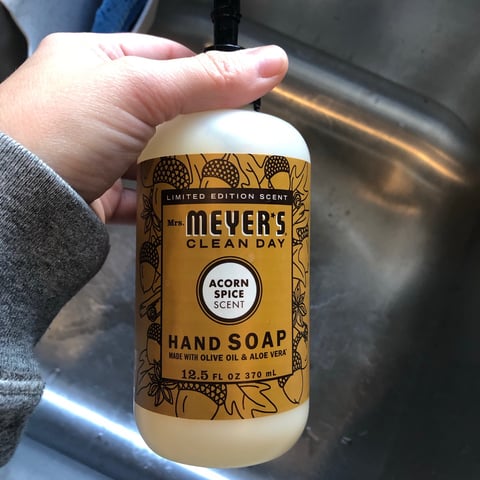 LIMITED EDITION SCENT
Mrs. MEYER'S®
CLEAN DAY
ACORN
SPICE
SCENT
HAND SOAP
MADE WITH OLIVE OIL & ALOE VERA*
12.5 FL OZ 370 mL